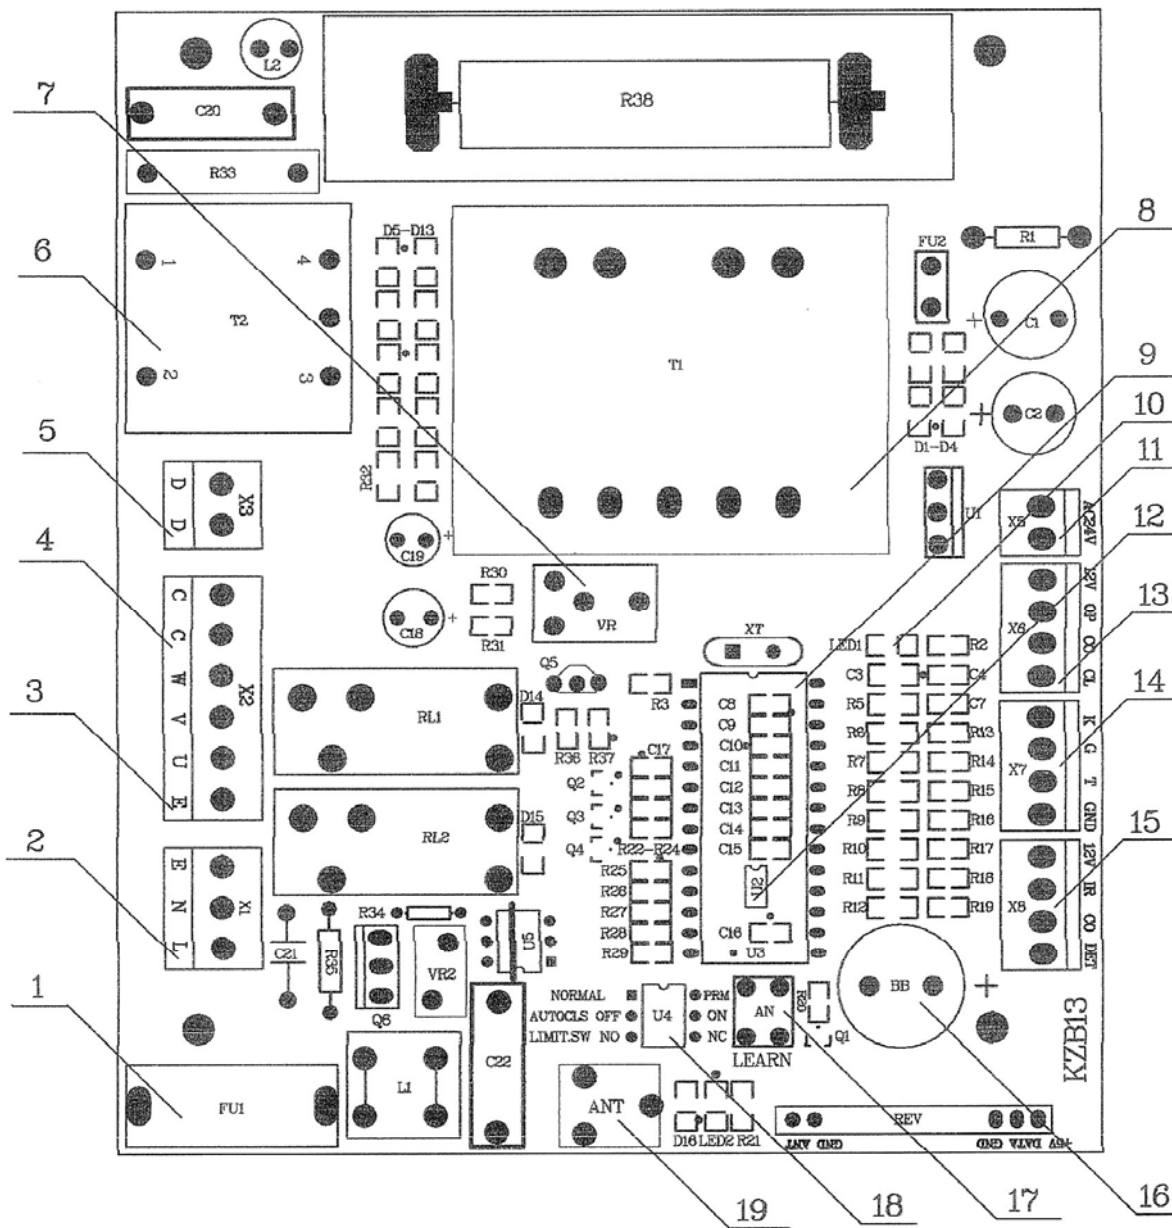 L2
C20
R38
7
R33
8
D5-D13
FU2
R1
6
1
4
T2
C1
T1
9
2
3
10
C2
D1-D4
5
R32
11
X3
D
D
U1
X5
AC24V
12
C19
4
R30
C
C
W
V
U
E
X2
C18
R31
VR
12V
OP
CO
CL
X6
13
XT
LED1
R2
Q5
3
RL1
D14
R3
C3
C4
14
C8
R5
C7
C9
R6
R13
K
G
T
GND
X7
R36
R37
C17
C10
R7
R14
C11
Q2
C12
R8
R15
RL2
D15
Q3
C13
R9
R16
15
C14
Q4
R22-R24
C15
R10
R17
2
E
N
L
X1
R25
R11
R18
12V
IR
CO
DET
X8
R26
U2
R34
R27
R12
R19
R28
C16
C21
R35
U5
R29
U3
VR2
BB
1
NORMAL
PRM
AN
R20
Q6
AUTOCLS OFF
U4
ON
LIMIT.SW NO
NC
Q1
LEARN
KZB13
C22
FU1
L1
ANT
REV
D16
LED2
R21
ANT
GND
GND
DATA
+5V
19
18
17
16